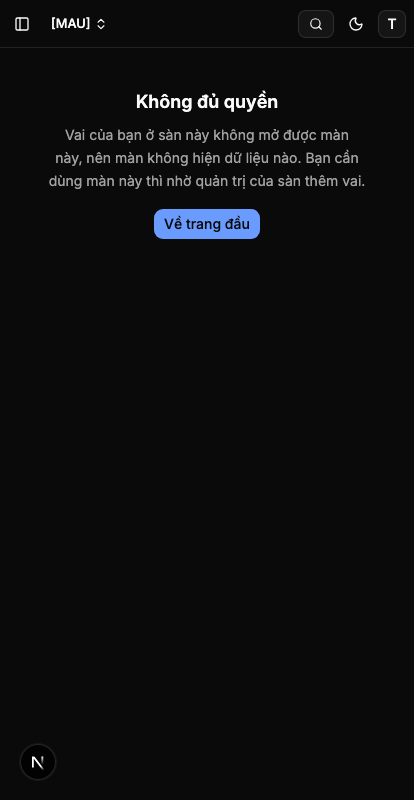 [MAU]
T
Không đủ quyền
Vai của bạn ở sàn này không mở được màn
này, nên màn không hiện dữ liệu nào. Bạn cần
dùng màn này thì nhờ quản trị của sàn thêm vai.
Về trang đầu
N